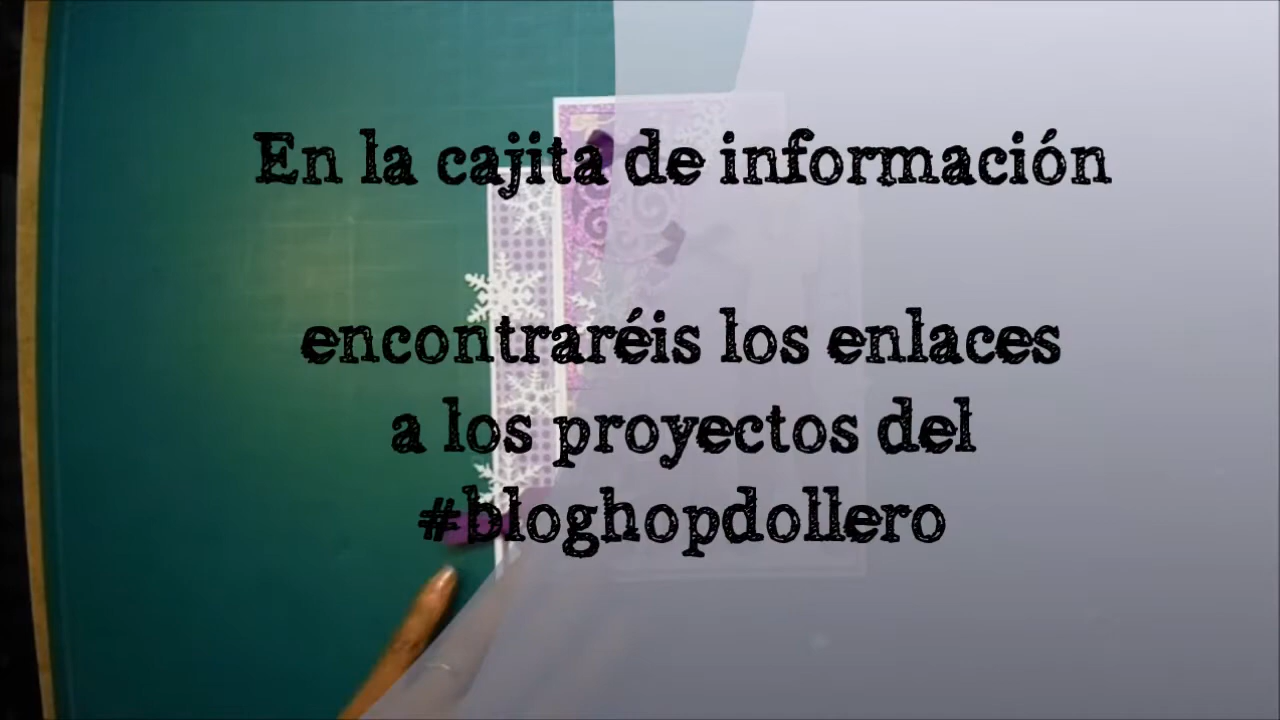 En la cajita de información
encontraréis los enlaces
a los proyectos del
#bloghopdollero